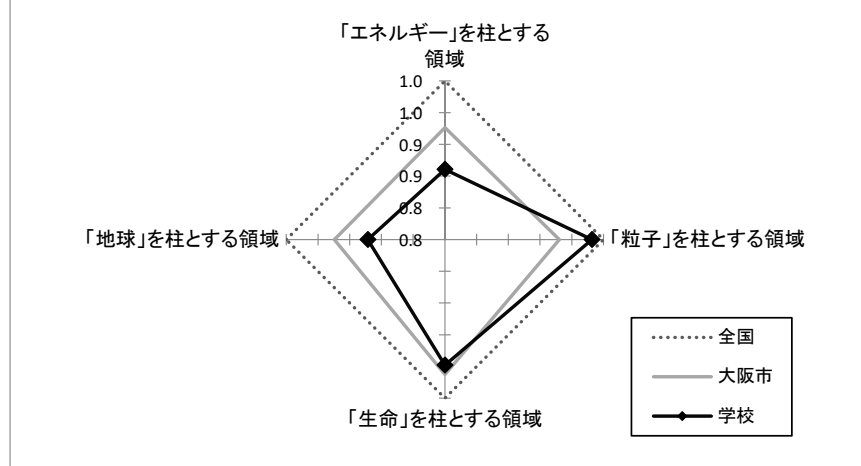 「エネルギー」を柱とする
領域
1.0
1.0
0.9
0.9
0.8
0.8
「地球」を柱とする領域
「粒子」を柱とする領域
「生命」を柱とする領域
全国
大阪市
学校